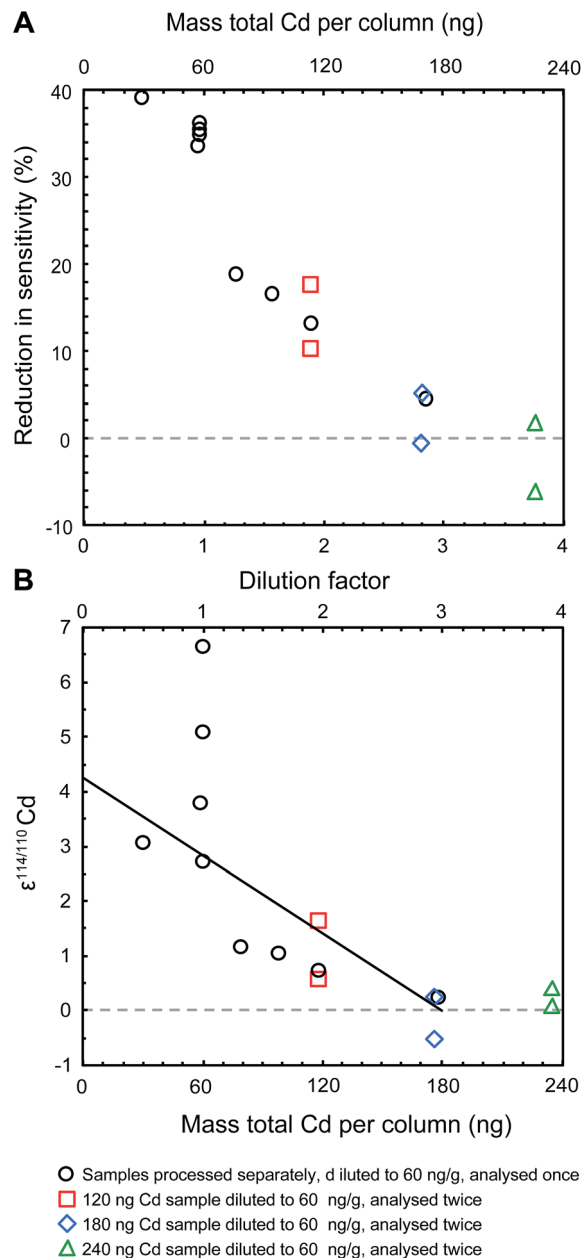 A
Mass total Cd per column (ng)
0 60 120 180 240
40
30
20
10
0
-10
Reduction in sensitivity (%)
0 1 2 3 4
Dilution factor
B
0 1 2 3 4
7
6
5
4
3
2
1
0
-1
ε114/110Cd
0 60 120 180 240
Mass total Cd per column (ng)
Samples processed separately, d iluted to 60 ng/g, analysed once
120 ng Cd sample diluted to 60 ng/g, analysed twice
180 ng Cd sample diluted to 60 ng/g, analysed twice
240 ng Cd sample diluted to 60 ng/g, analysed twice